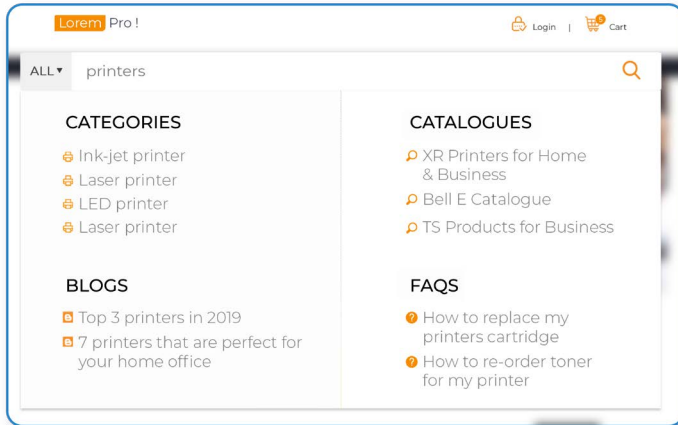 Lorem Pro !
Login | 5 Cart
ALL printers
CATEGORIES
Ink-jet printer
Laser printer
LED printer
Laser printer
CATALOGUES
XR Printers for Home
& Business
Bell E Catalogue
TS Products for Business
BLOGS
Top 3 printers in 2019
7 printers that are perfect for
your home office
FAQS
How to replace my
printers cartridge
How to re-order toner
for my printer